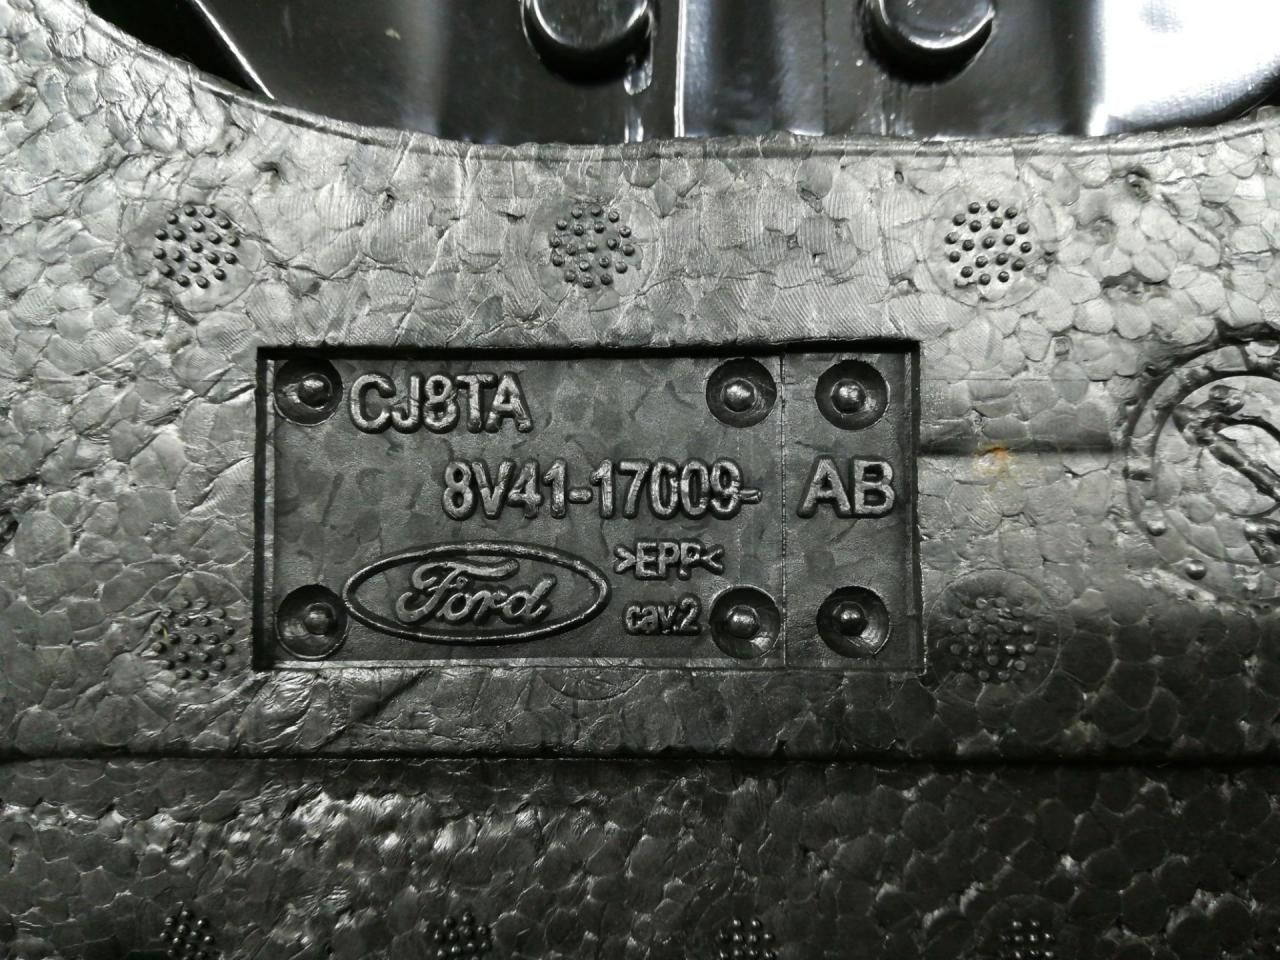 CJ8TA
8V41-17009- AB
Ford
>EPP<
cav.2